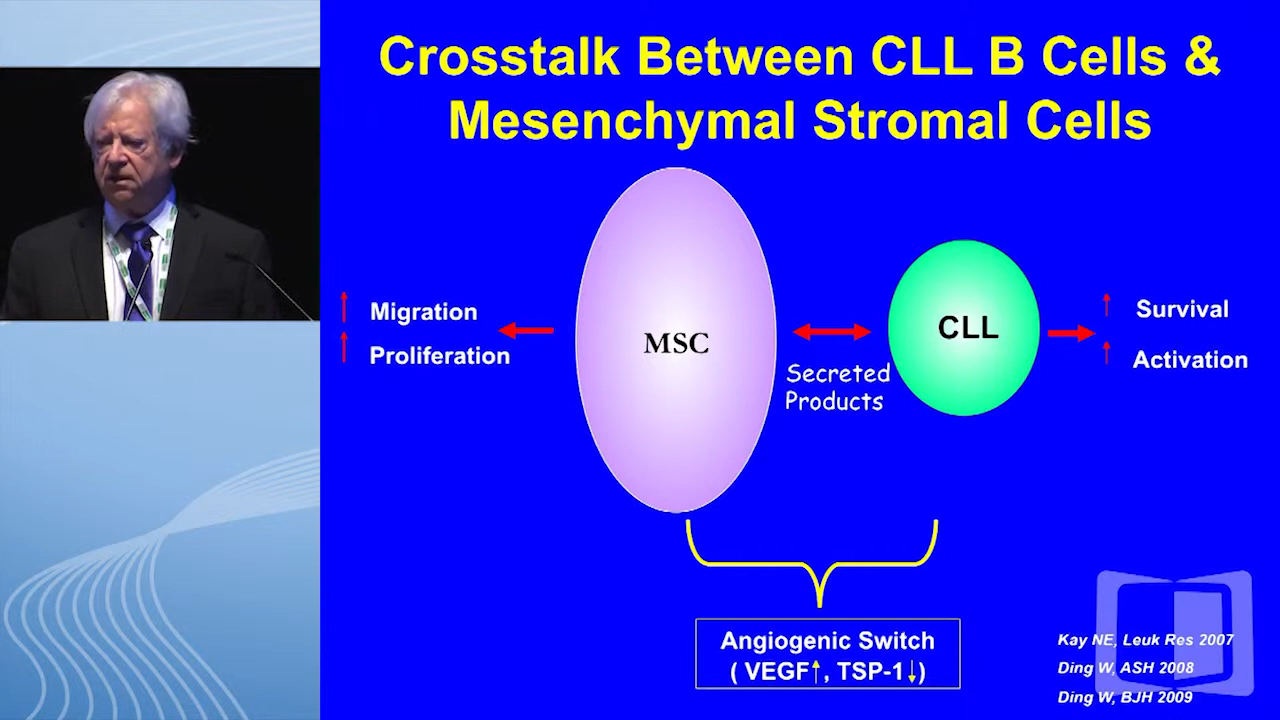 Crosstalk Between CLL B Cells &
Mesenchymal Stromal Cells
↑ Migration
↑ Proliferation
MSC
Secreted
Products
CLL
↑ Survival
↑ Activation
Angiogenic Switch
( VEGF↑, TSP-1↓)
Kay NE, Leuk Res 2007
Ding W, ASH 2008
Ding W, BJH 2009